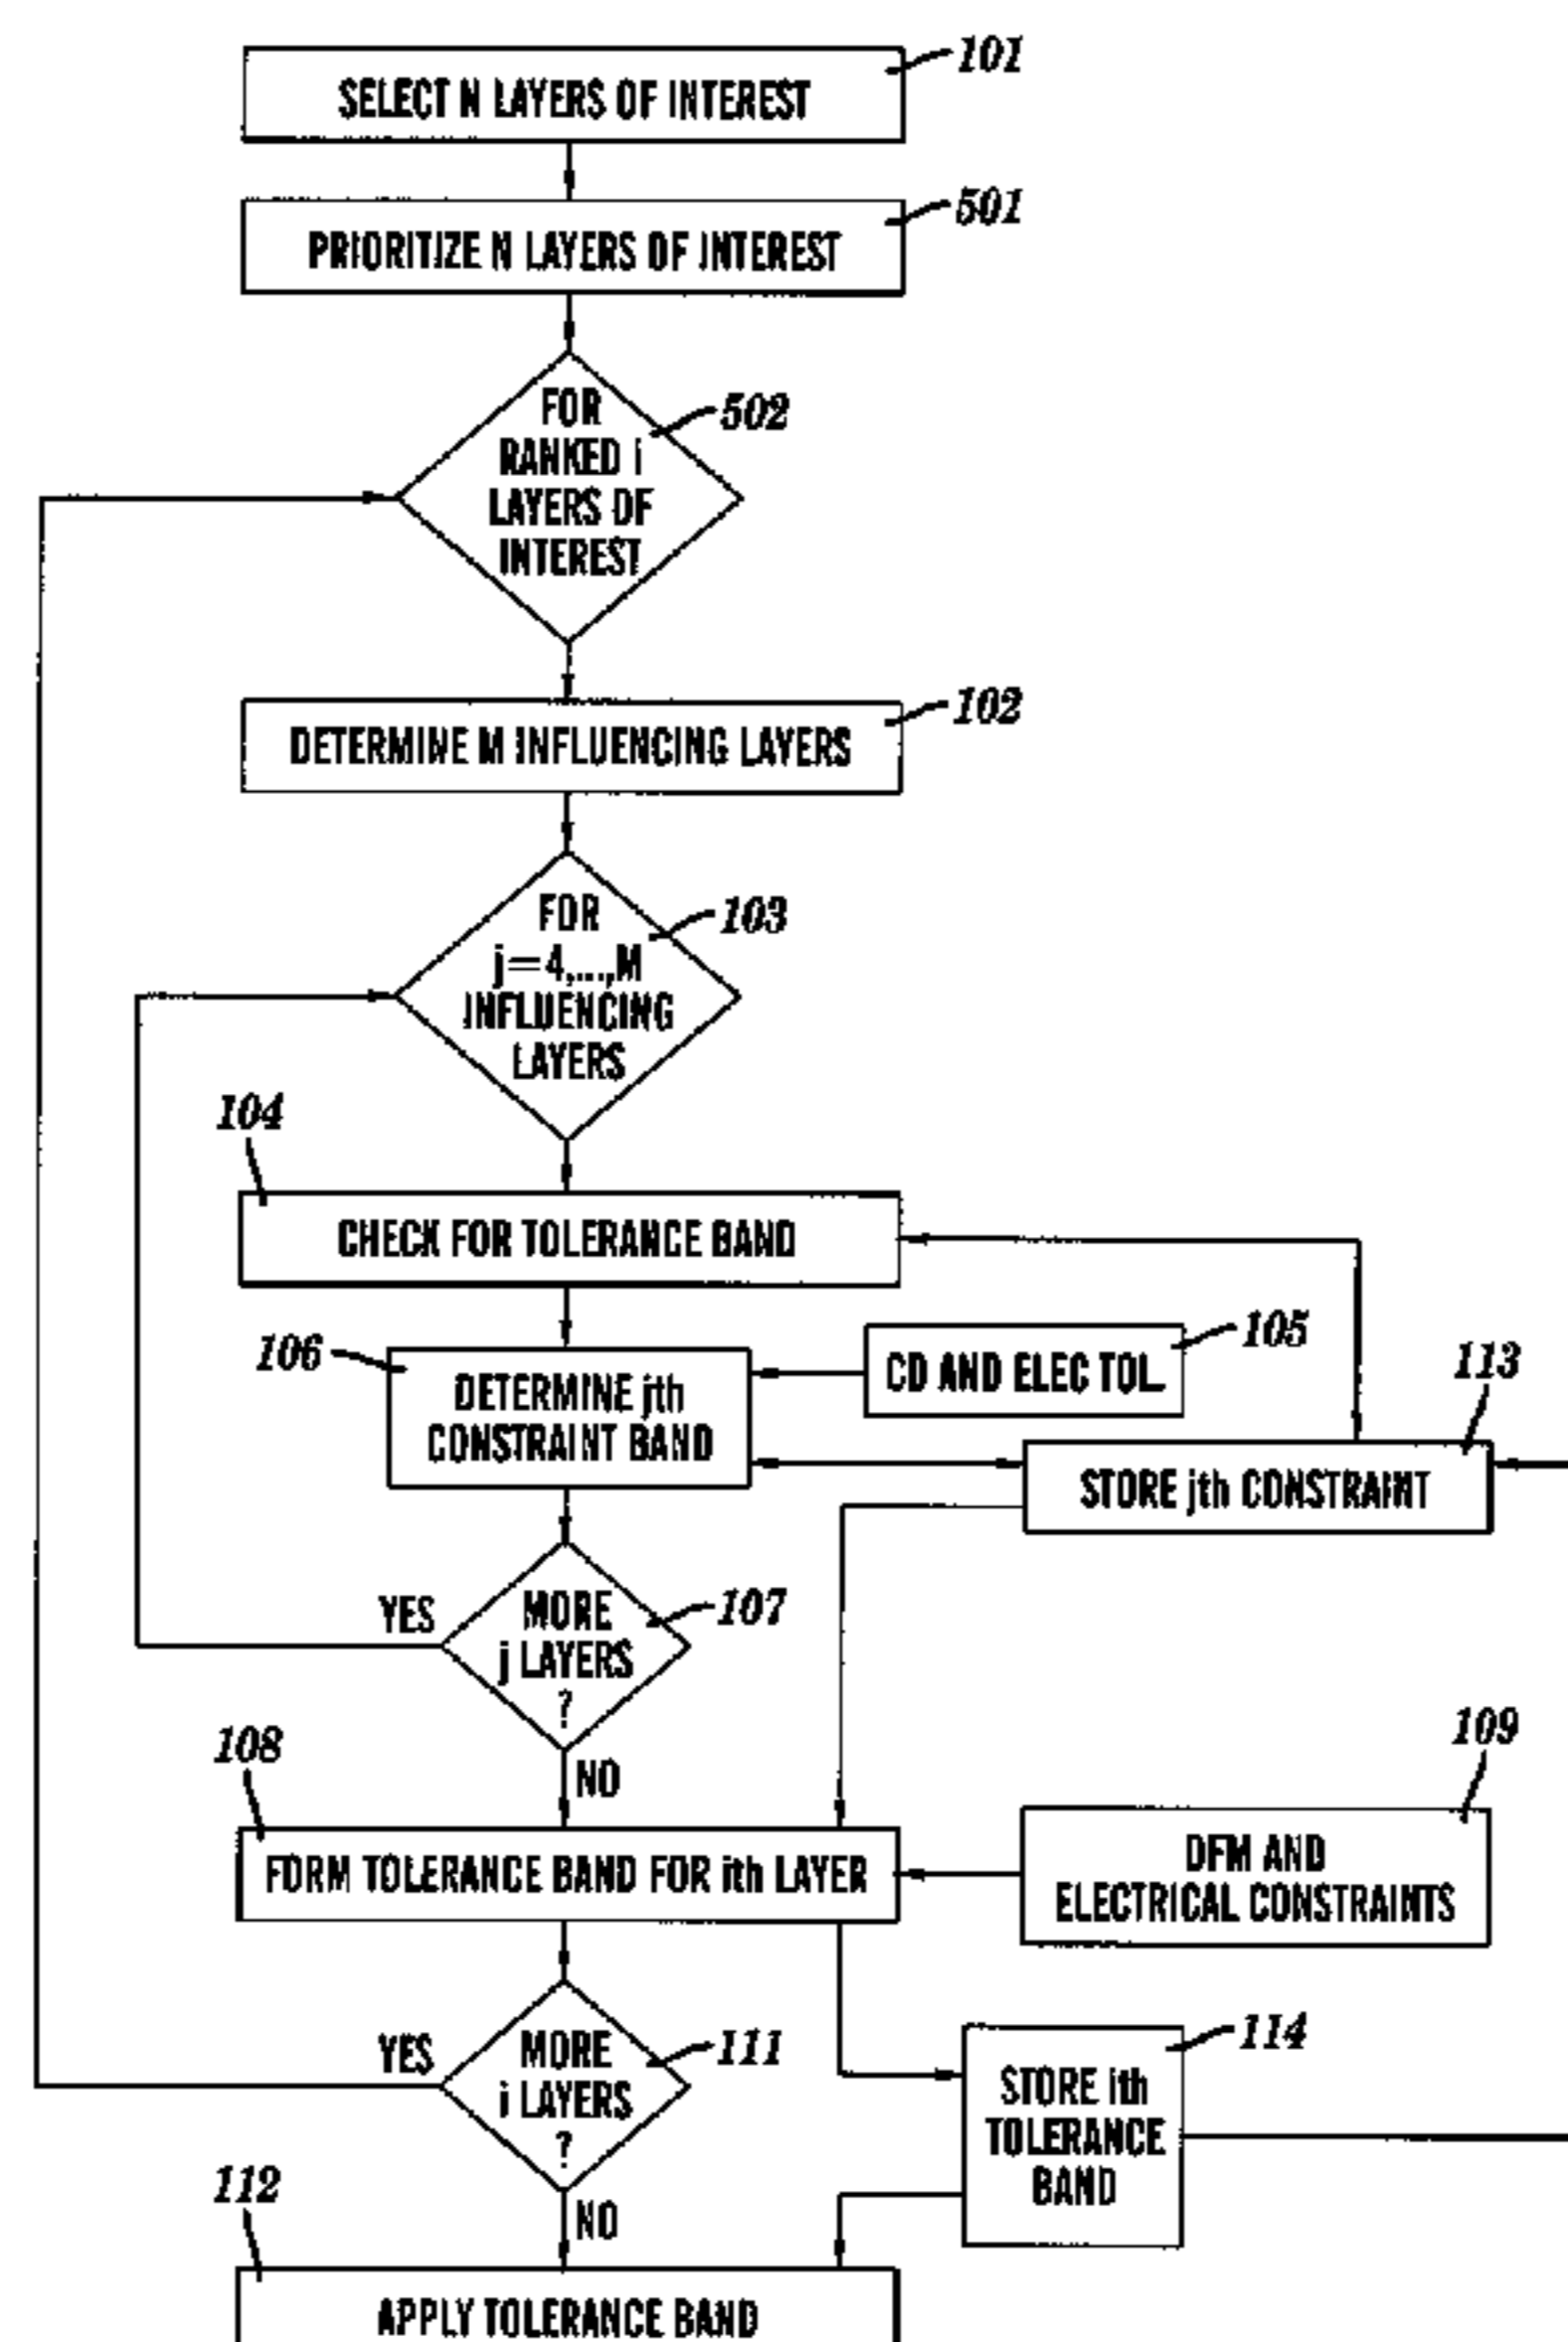 101
SELECT N LAYERS OF INTEREST
501
PRIORITIZE N LAYERS OF INTEREST
502
FOR
RANKED i
LAYERS OF
INTEREST
102
DETERMINE M INFLUENCING LAYERS
103
FOR
j=4,...,M
INFLUENCING
LAYERS
104
CHECK FOR TOLERANCE BAND
105
CD AND ELEC TOL.
106
DETERMINE jth
CONSTRAINT BAND
113
STORE jth CONSTRAINT
YES
MORE
j LAYERS
?
107
NO
108
FORM TOLERANCE BAND FOR ith LAYER
109
DFM AND
ELECTRICAL CONSTRAINTS
YES
MORE
i LAYERS
?
111
114
STORE ith
TOLERANCE
BAND
NO
112
APPLY TOLERANCE BAND